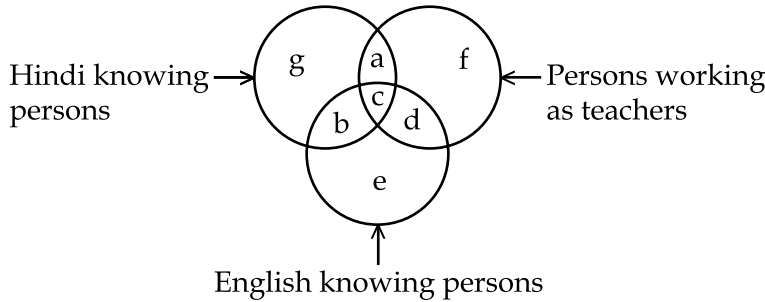 g
a
f
Hindi knowing
persons
Persons working
as teachers
c
b
d
e
English knowing persons